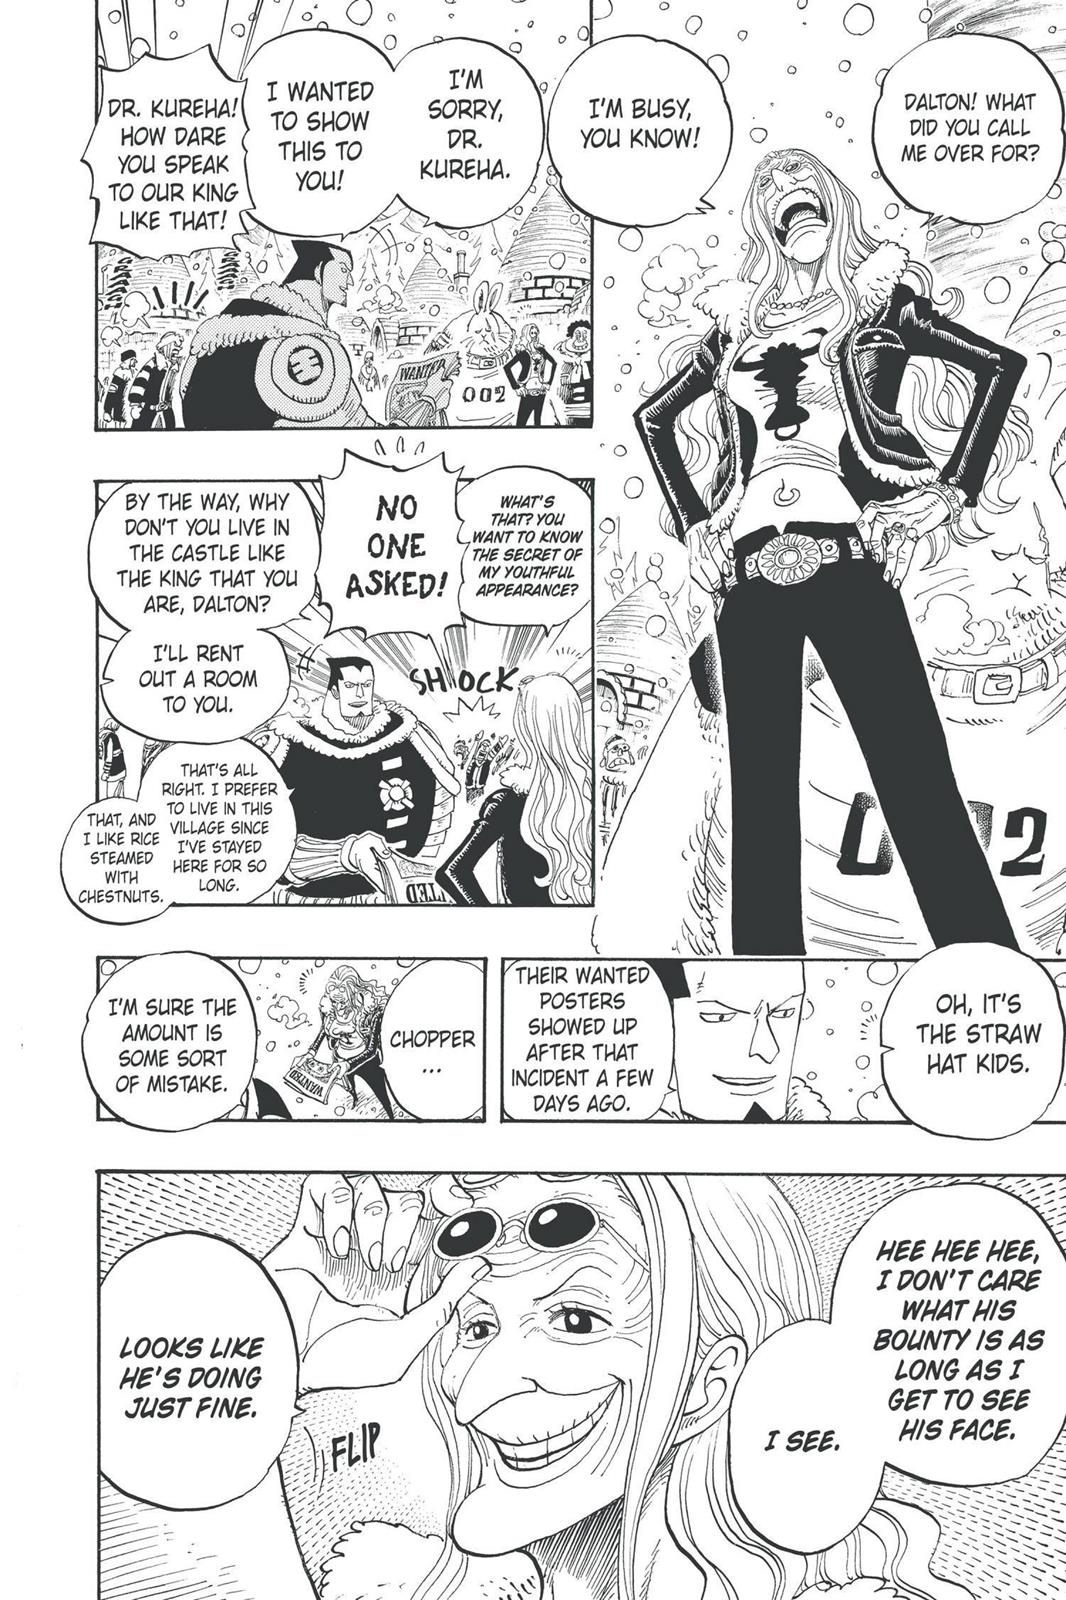 DALTON! WHAT
DID YOU CALL
ME OVER FOR?
I'M BUSY,
YOU KNOW!
I'M
SORRY,
DR.
KUREHA.
I WANTED
TO SHOW
THIS TO
YOU!
DR. KUREHA!
HOW DARE
YOU SPEAK
TO OUR KING
LIKE THAT!
WANTED
002
002
WHAT'S
THAT? YOU
WANT TO KNOW
THE SECRET OF
MY YOUTHFUL
APPEARANCE?
NO
ONE
ASKED!
SHOCK
BY THE WAY, WHY
DON'T YOU LIVE IN
THE CASTLE LIKE
THE KING THAT YOU
ARE, DALTON?
I'LL RENT
OUT A ROOM
TO YOU.
THAT'S ALL
RIGHT. I PREFER
TO LIVE IN THIS
VILLAGE SINCE
I'VE STAYED
HERE FOR SO
LONG.
THAT, AND
I LIKE RICE
STEAMED
WITH
CHESTNUTS.
OH, IT'S
THE STRAW
HAT KIDS.
THEIR WANTED
POSTERS
SHOWED UP
AFTER THAT
INCIDENT A FEW
DAYS AGO.
CHOPPER
...
WANTED
I'M SURE THE
AMOUNT IS
SOME SORT
OF MISTAKE.
HEE HEE HEE,
I DON'T CARE
WHAT HIS
BOUNTY IS AS
LONG AS I
GET TO SEE
HIS FACE.
I SEE.
FLIP
LOOKS LIKE
HE'S DOING
JUST FINE.